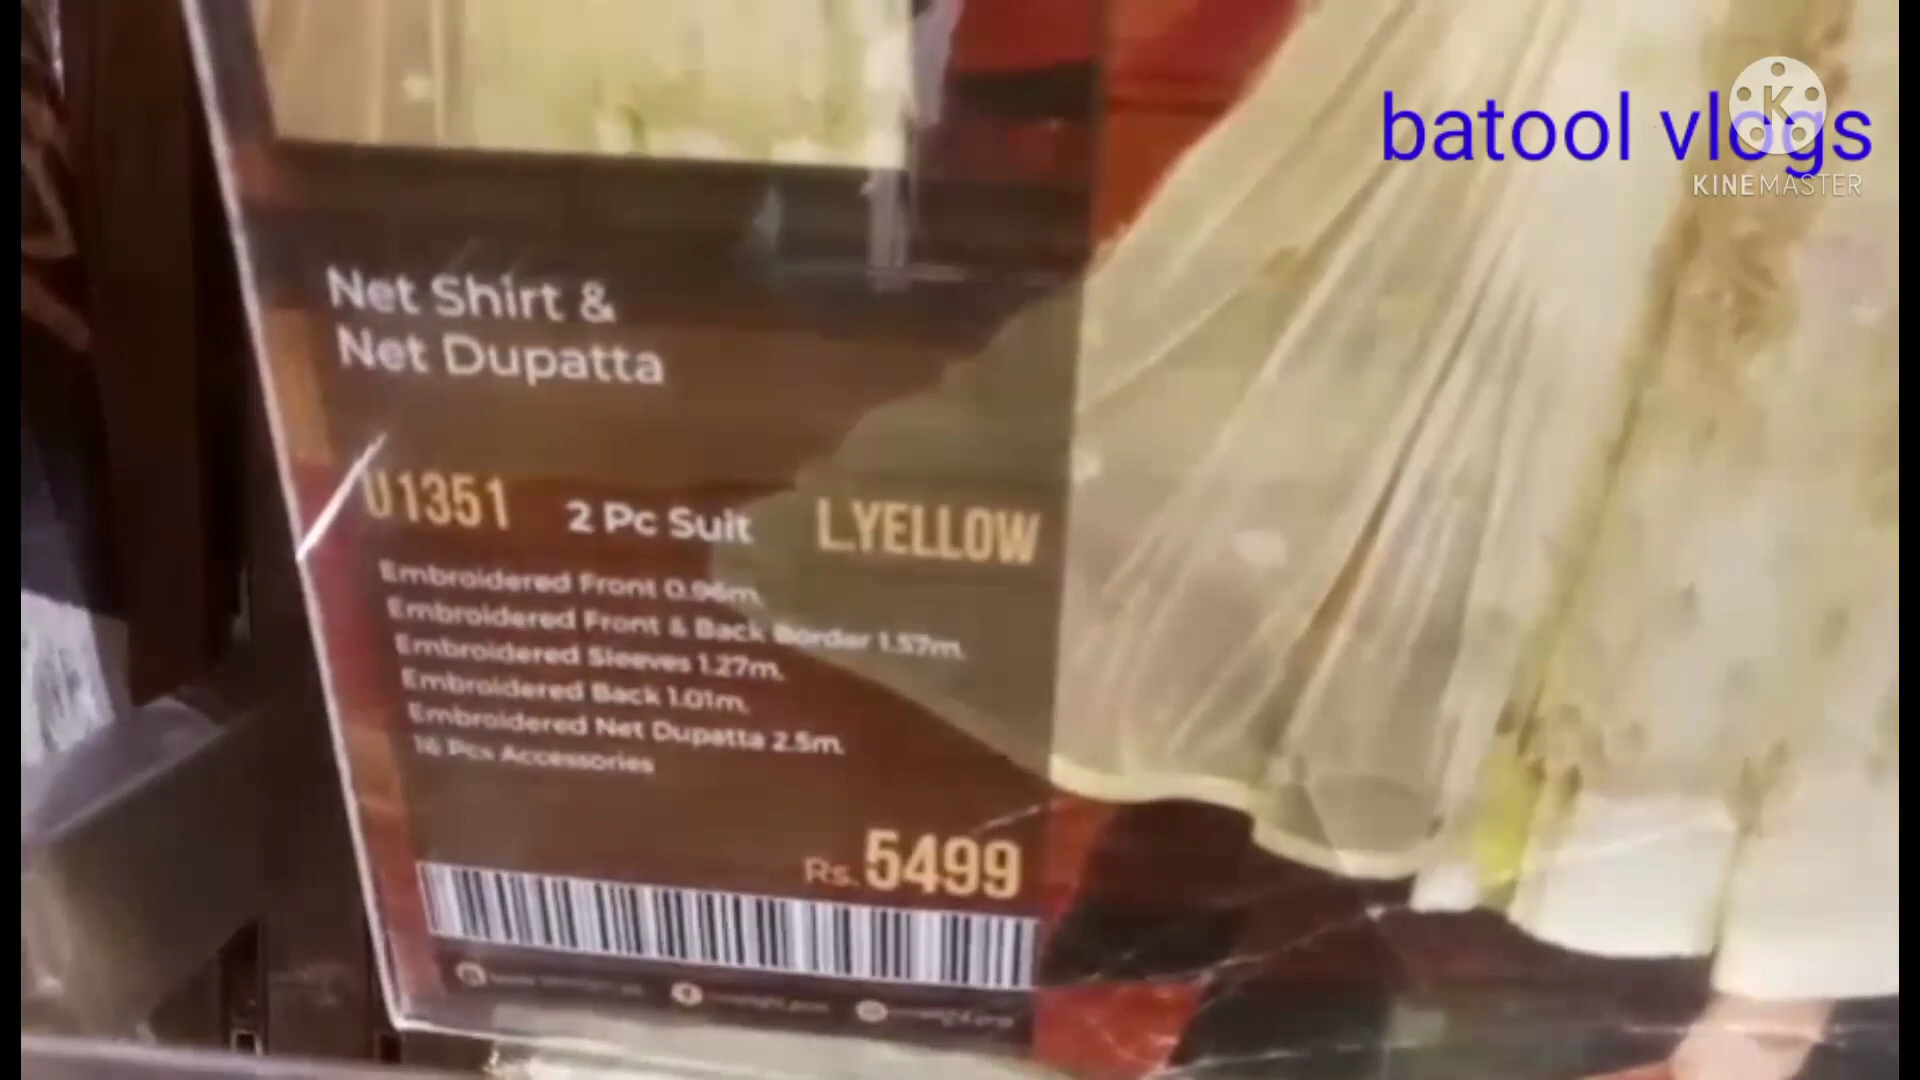 batool vlogs
KINEMASTER
Net Shirt &
Net Dupatta
U1351 2 Pc Suit L.YELLOW
Embroidered Front 0.96m.
Embroidered Front & Back Border 1.57m.
Embroidered Sleeves 1.27m.
Embroidered Back 1.01m.
Embroidered Net Dupatta 2.5m.
16 Pcs Accessories
Rs. 5499